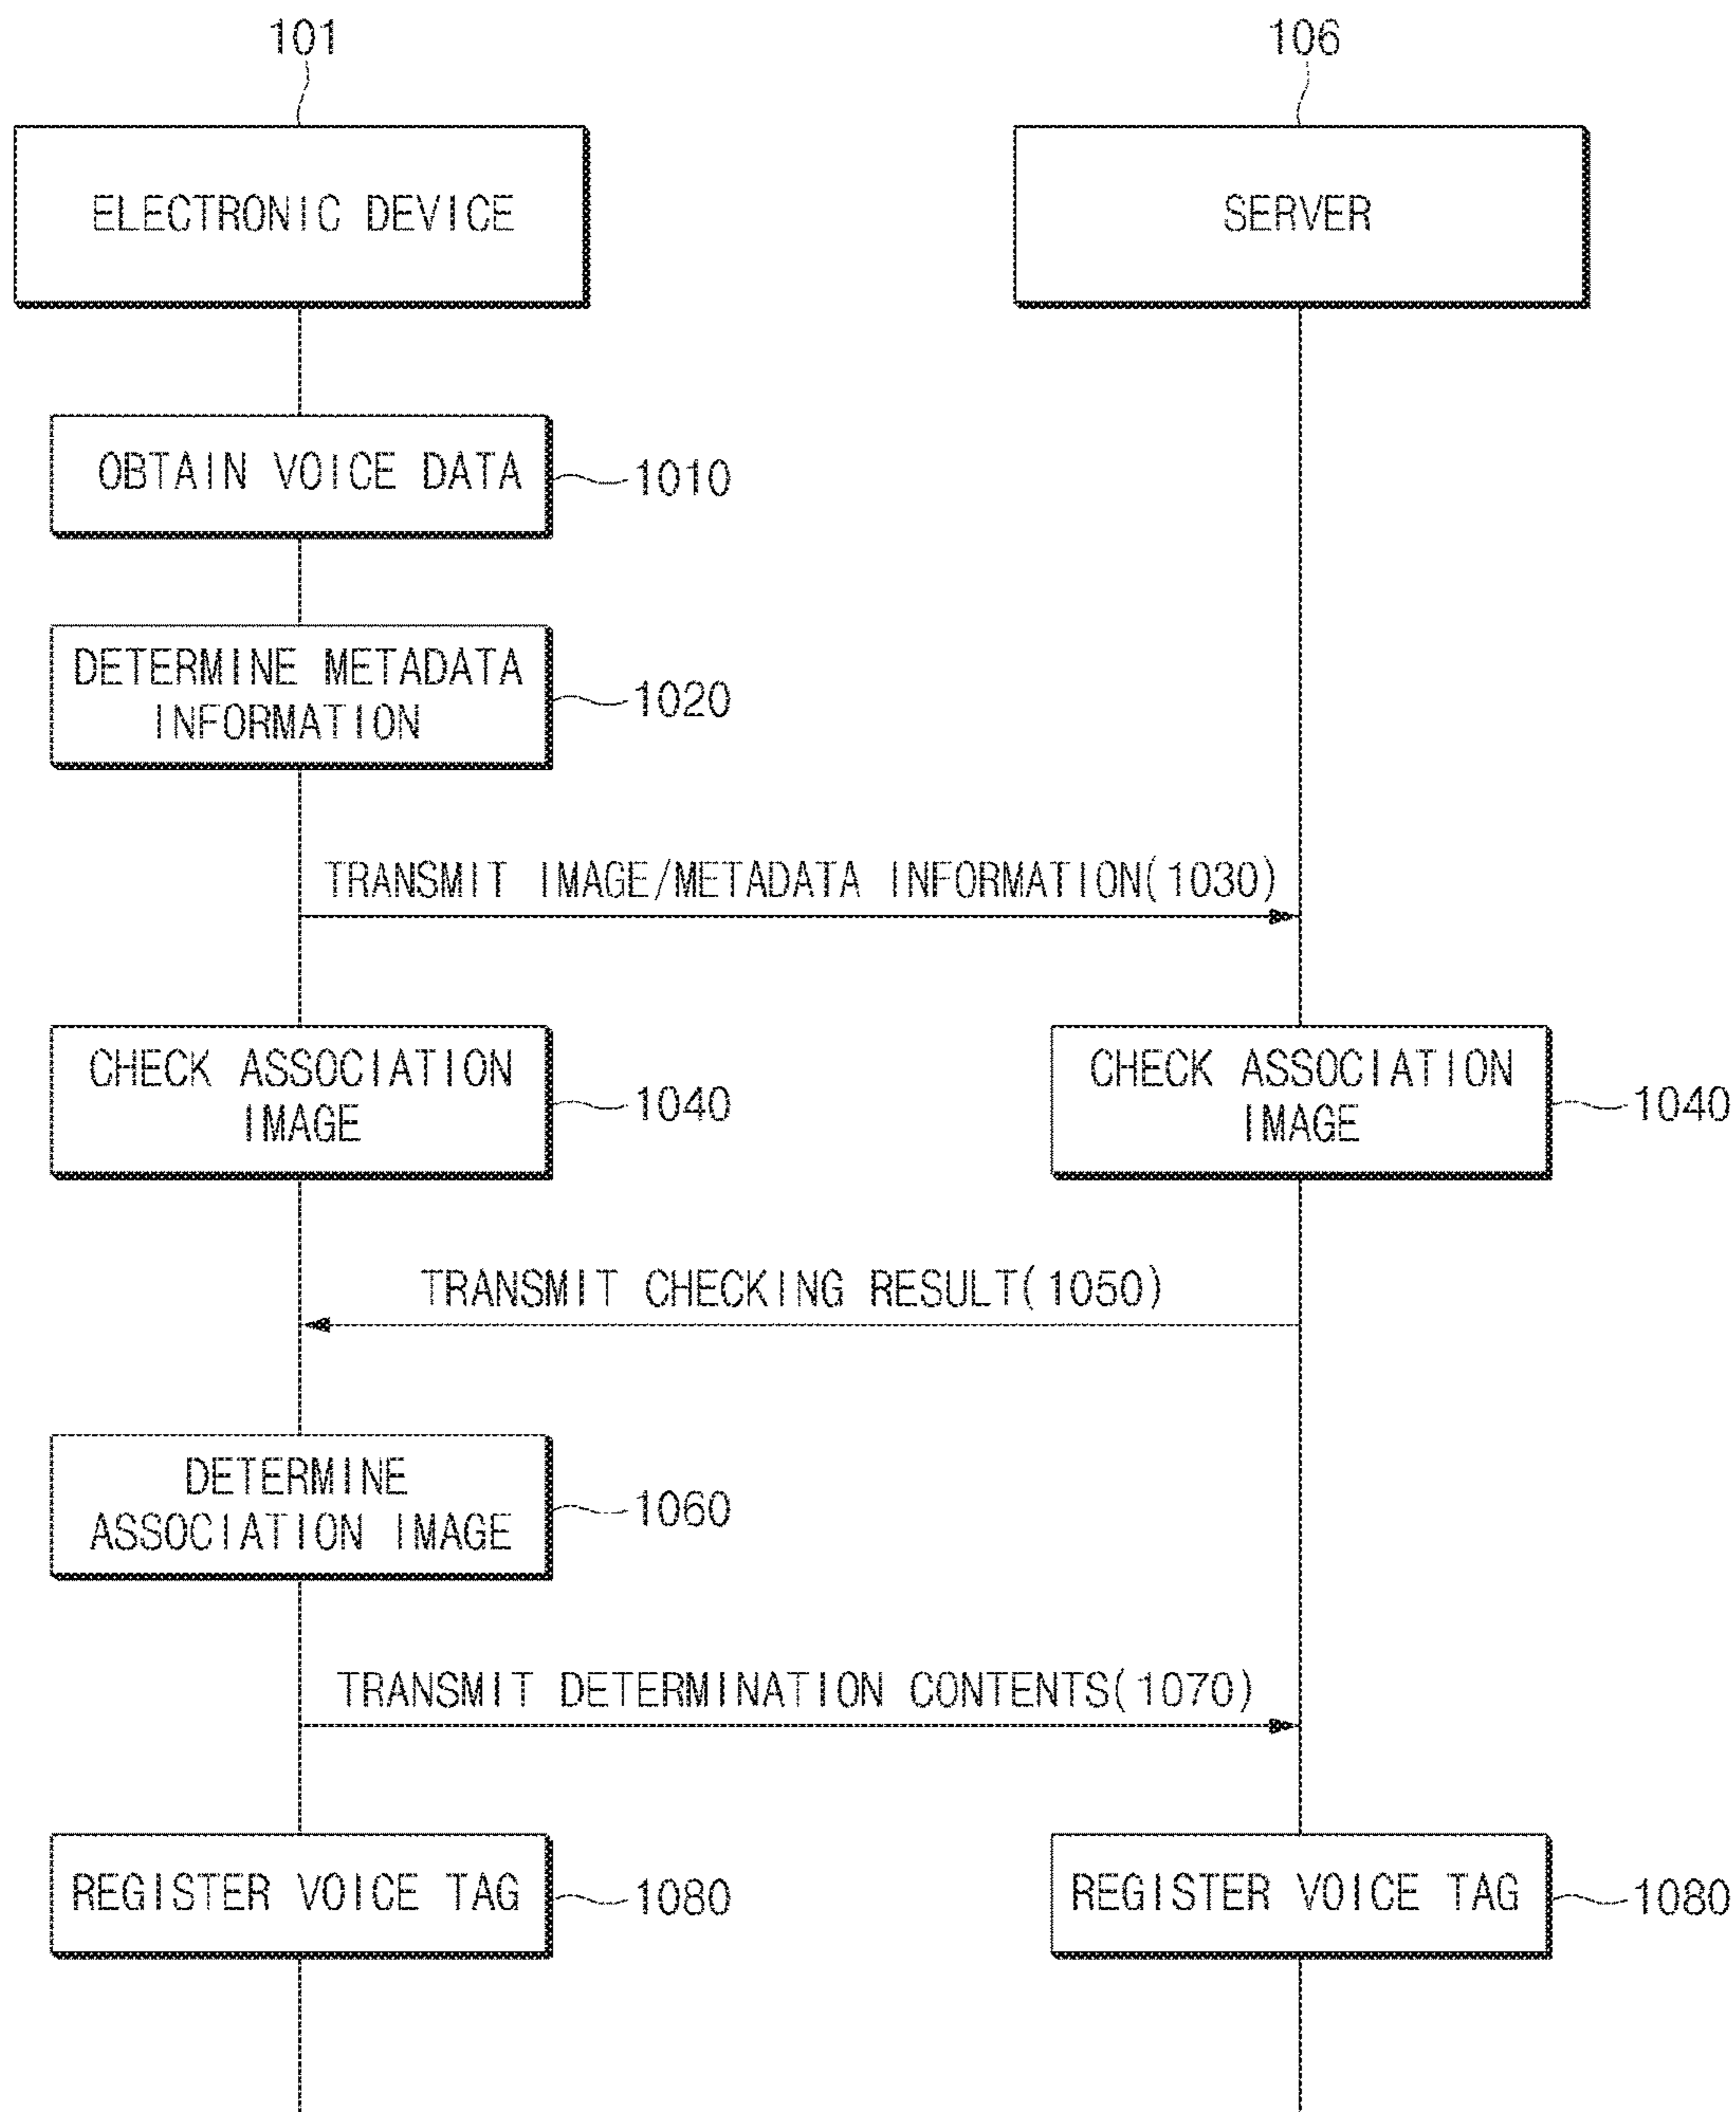 101
106
ELECTRONIC DEVICE
SERVER
OBTAIN VOICE DATA
1010
DETERMINE METADATA
INFORMATION
1020
TRANSMIT IMAGE/METADATA INFORMATION(1030)
CHECK ASSOCIATION
IMAGE
1040
CHECK ASSOCIATION
IMAGE
1040
TRANSMIT CHECKING RESULT(1050)
DETERMINE
ASSOCIATION IMAGE
1060
TRANSMIT DETERMINATION CONTENTS(1070)
REGISTER VOICE TAG
1080
REGISTER VOICE TAG
1080